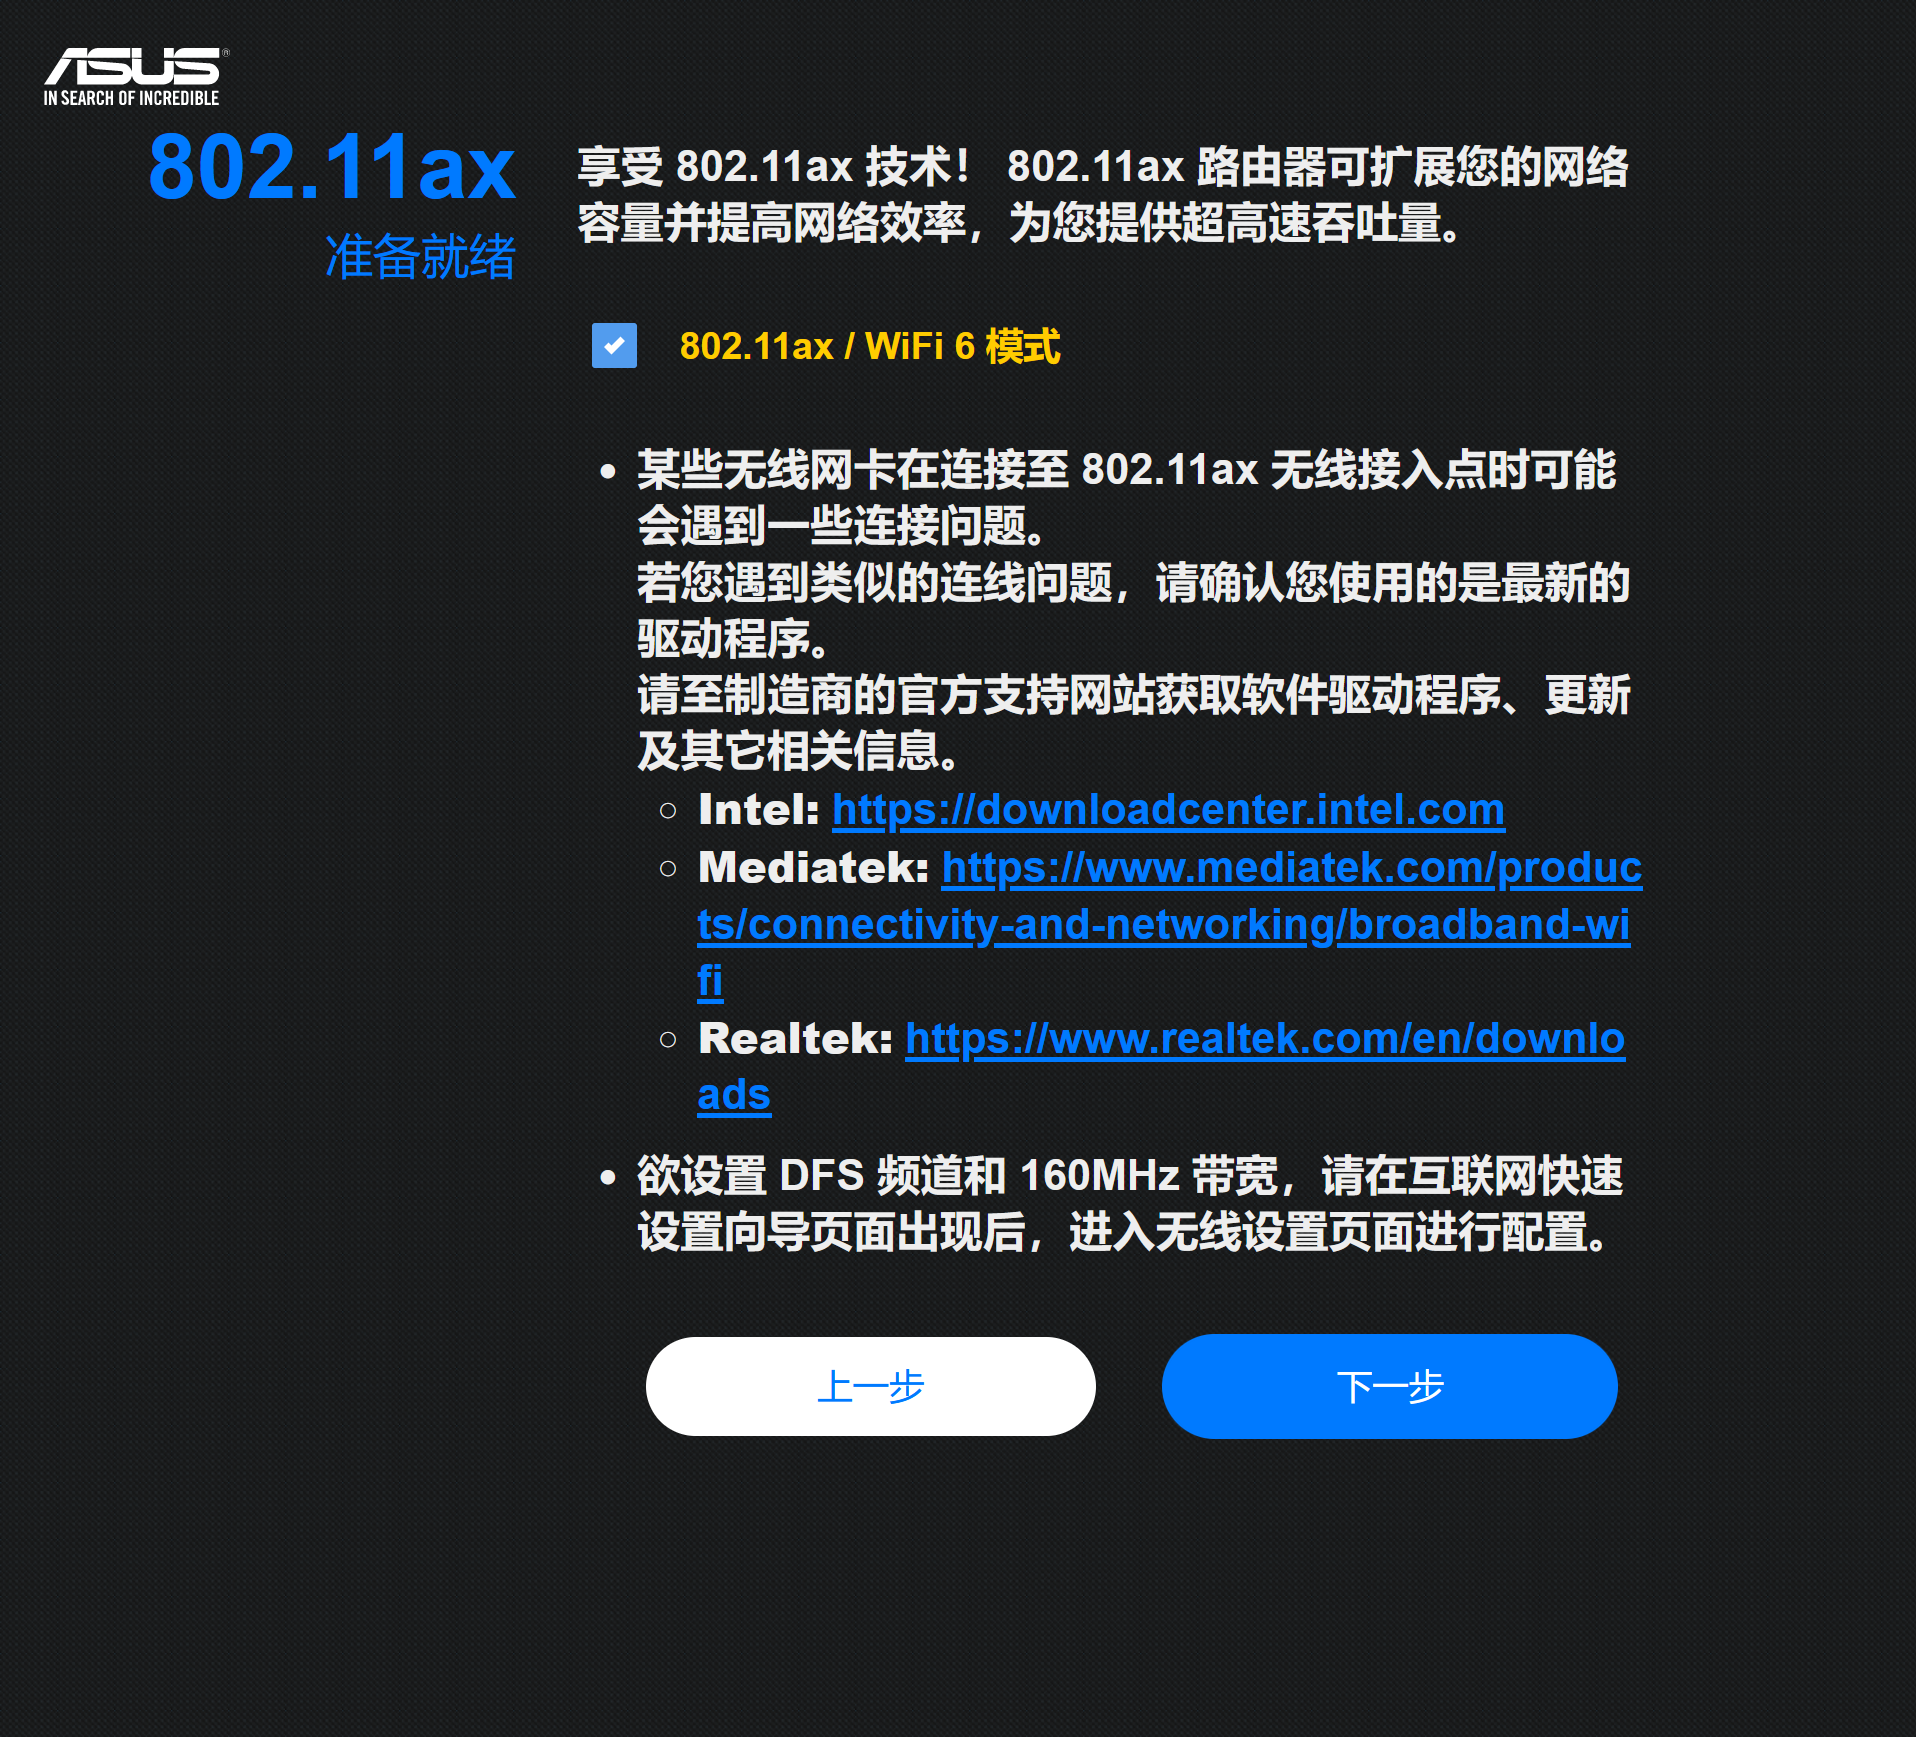 ASUS®
IN SEARCH OF INCREDIBLE
802.11ax
准备就绪
享受 802.11ax 技术！ 802.11ax 路由器可扩展您的网络
容量并提高网络效率，为您提供超高速吞吐量。
802.11ax / WiFi 6 模式
• 某些无线网卡在连接至 802.11ax 无线接入点时可能
会遇到一些连接问题。
若您遇到类似的连线问题，请确认您使用的是最新的
驱动程序。
请至制造商的官方支持网站获取软件驱动程序、更新
及其它相关信息。
○ Intel: https://downloadcenter.intel.com
○ Mediatek: https://www.mediatek.com/produc
ts/connectivity-and-networking/broadband-wi
fi
○ Realtek: https://www.realtek.com/en/downlo
ads
• 欲设置 DFS 频道和 160MHz 带宽，请在互联网快速
设置向导页面出现后，进入无线设置页面进行配置。
上一步
下一步